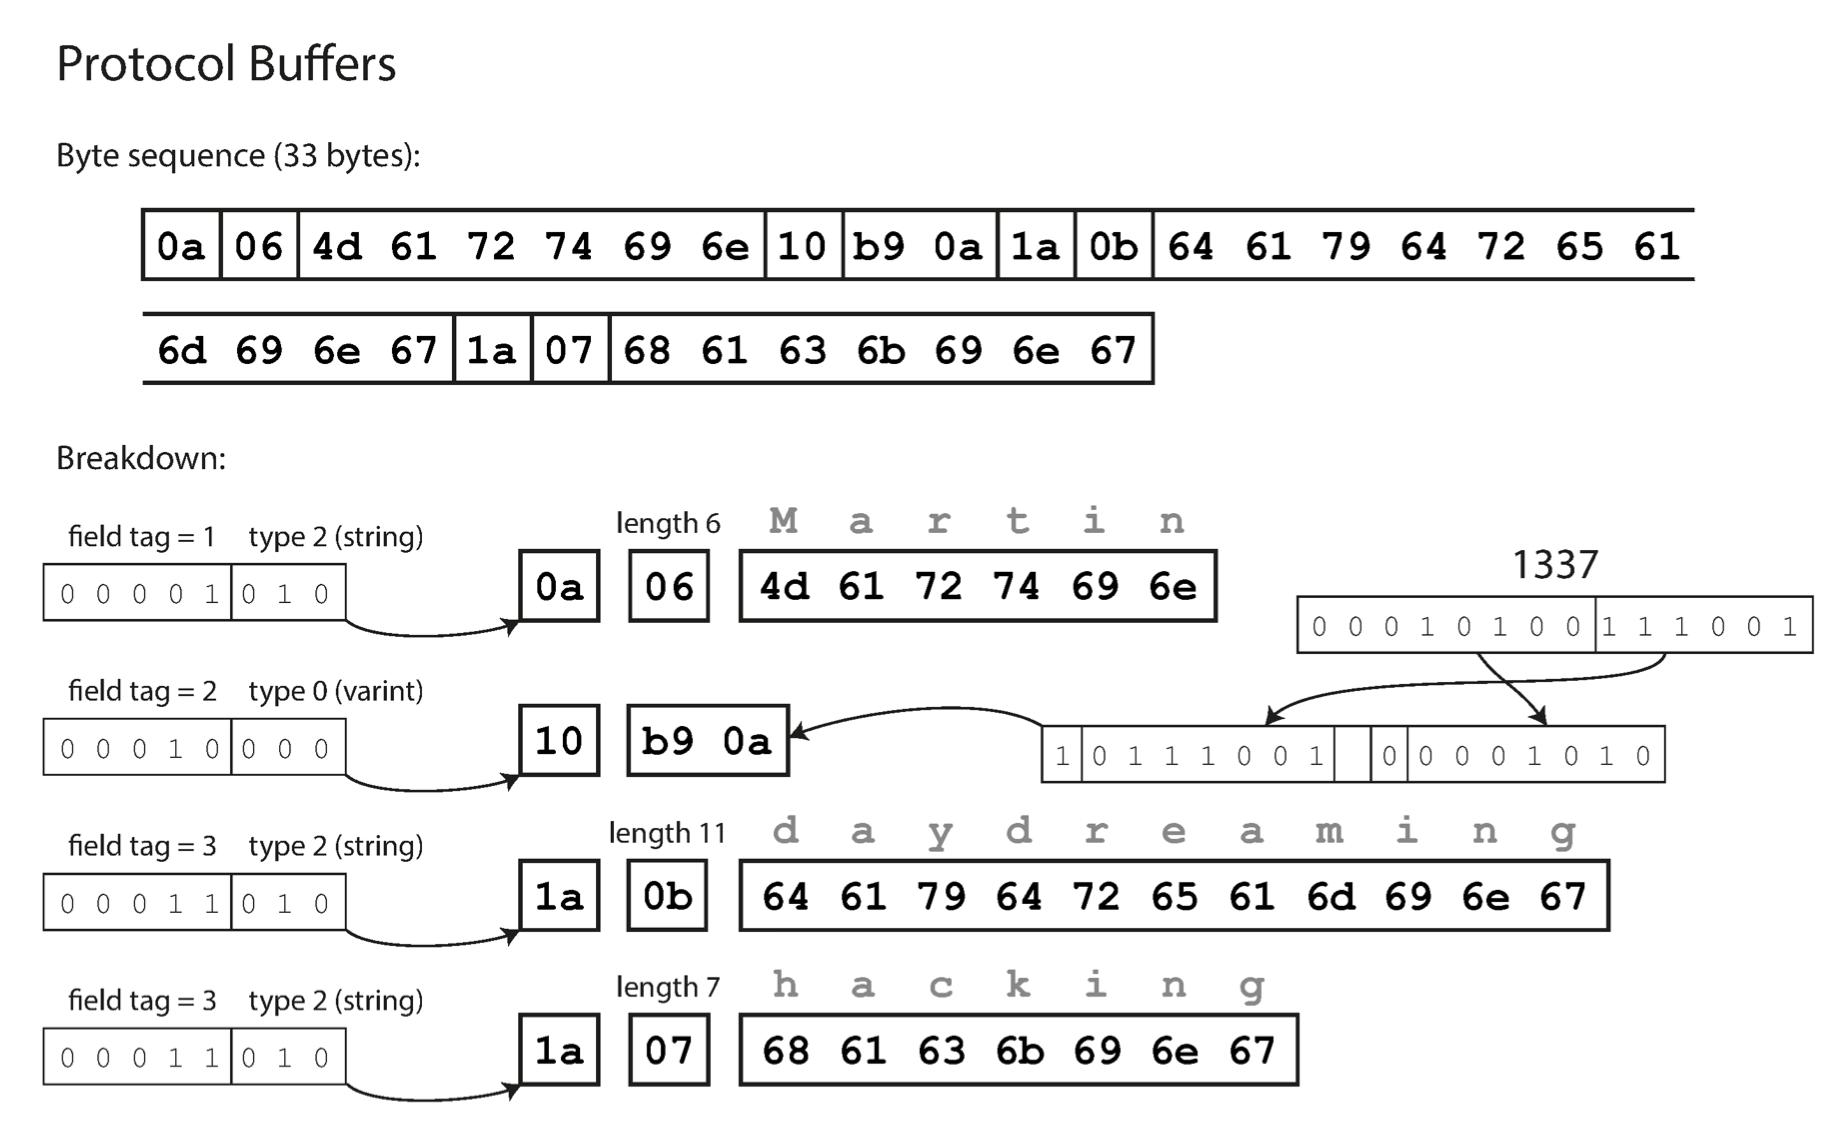 Protocol Buffers
Byte sequence (33 bytes):
0a 06 4d 61 72 74 69 6e 10 b9 0a 1a 0b 64 61 79 64 72 65 61
6d 69 6e 67 1a 07 68 61 63 6b 69 6e 67
Breakdown:
field tag = 1 type 2 (string) length 6 M a r t i n
0 0 0 0 1 0 1 0 0a 06 4d 61 72 74 69 6e
1337
0 0 0 1 0 1 0 0 1 1 1 0 0 1
field tag = 2 type 0 (varint)
0 0 0 1 0 0 0 0 10 b9 0a 1 0 1 1 1 0 0 1 0 0 0 0 1 0 1 0
field tag = 3 type 2 (string) length 11 d a y d r e a m i n g
0 0 0 1 1 0 1 0 1a 0b 64 61 79 64 72 65 61 6d 69 6e 67
field tag = 3 type 2 (string) length 7 h a c k i n g
0 0 0 1 1 0 1 0 1a 07 68 61 63 6b 69 6e 67